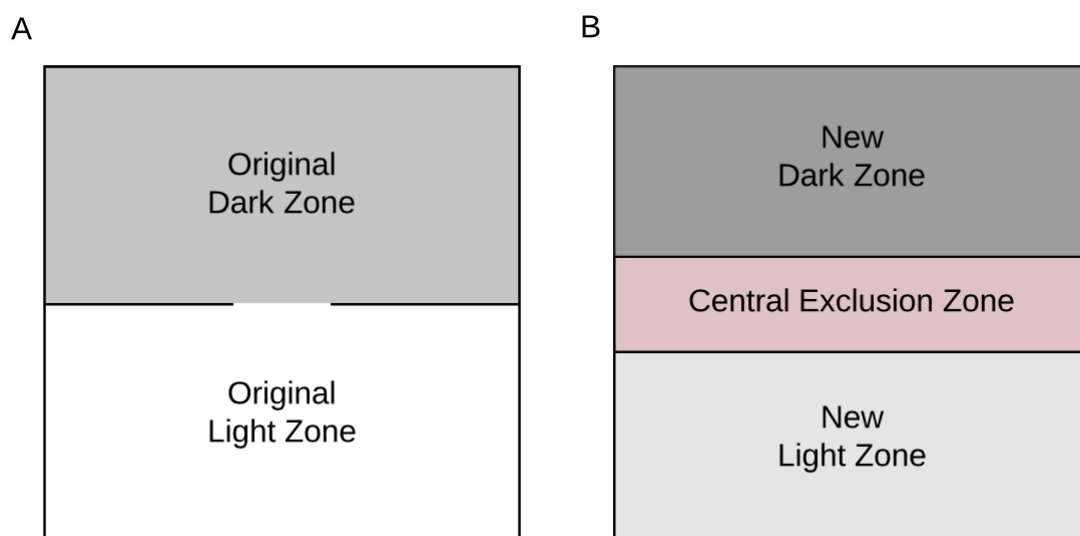 A
Original
Dark Zone
Original
Light Zone
B
New
Dark Zone
Central Exclusion Zone
New
Light Zone